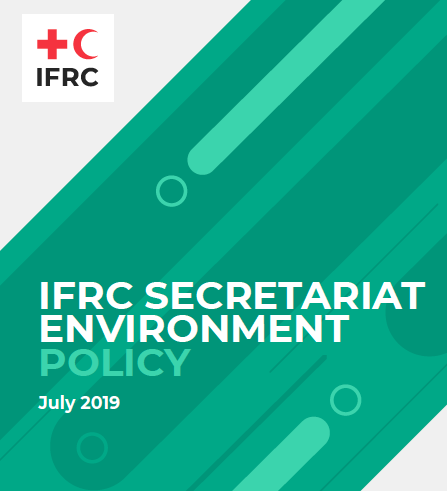 IFRC
IFRC SECRETARIAT
ENVIRONMENT
POLICY
July 2019